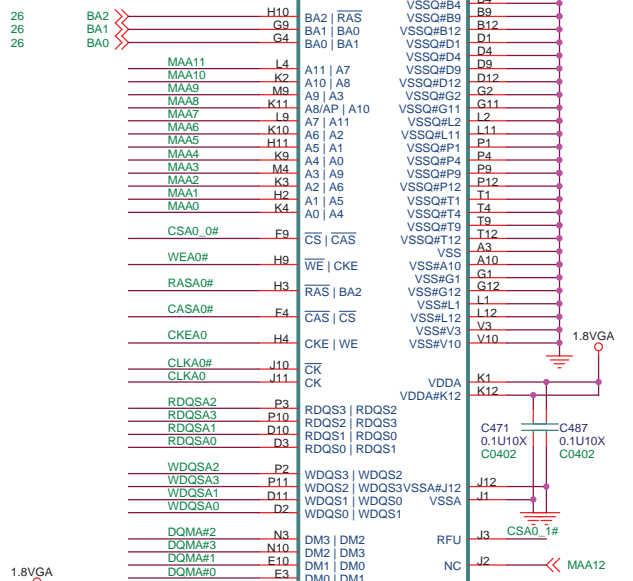 VSSQ#B4
26 BA2 H10 BA2 | RAS VSSQ#B9 B9
26 BA1 G9 BA1 | BA0 VSSQ#B12 B12
26 BA0 G4 BA0 | BA1 VSSQ#D1 D1
VSSQ#D4 D4
MAA11 L4 A11 | A7 VSSQ#D9 D9
MAA10 K2 A10 | A8 VSSQ#D12 D12
MAA9 M9 A9 | A3 VSSQ#G2 G2
MAA8 K11 A8/AP | A10 VSSQ#G11 G11
MAA7 L9 A7 | A11 VSSQ#L2 L2
MAA6 K10 A6 | A2 VSSQ#L11 L11
MAA5 H11 A5 | A1 VSSQ#P1 P1
MAA4 K9 A4 | A0 VSSQ#P4 P4
MAA3 M4 A3 | A9 VSSQ#P9 P9
MAA2 K3 A2 | A6 VSSQ#P12 P12
MAA1 H2 A1 | A5 VSSQ#T1 T1
MAA0 K4 A0 | A4 VSSQ#T4 T4
VSSQ#T9 T9
CSA0_0# F9 CS | CAS VSSQ#T12 T12
VSS A3
WEA0# H9 WE | CKE VSS#A10 A10
VSS#G1 G1
RASA0# H3 RAS | BA2 VSS#G12 G12
VSS#L1 L1
CASA0# F4 CAS | CS VSS#L12 L12
VSS#V3 V3
CKEA0 H4 CKE | WE VSS#V10 V10
1.8VGA
CLKA0# J10 CK
CLKA0 J11 CK VDDA K1
VDDA#K12 K12
RDQSA2 P3 RDQS3 | RDQS2
RDQSA3 P10 RDQS2 | RDQS3
RDQSA1 D10 RDQS1 | RDQS0
RDQSA0 D3 RDQS0 | RDQS1
C471 C487
0.1U10X 0.1U10X
C0402 C0402
WDQSA2 P2 WDQS3 | WDQS2
WDQSA3 P11 WDQS2 | WDQS3 VSSA#J12 J12
WDQSA1 D11 WDQS1 | WDQS0 VSSA J1
WDQSA0 D2 WDQS0 | WDQS1
DQMA#2 N3 DM3 | DM2 RFU J3 CSA0_1#
DQMA#3 N10 DM2 | DM3
DQMA#1 E10 DM1 | DM0 NC J2 MAA12
1.8VGA DQMA#0 E3 DM0 | DM1